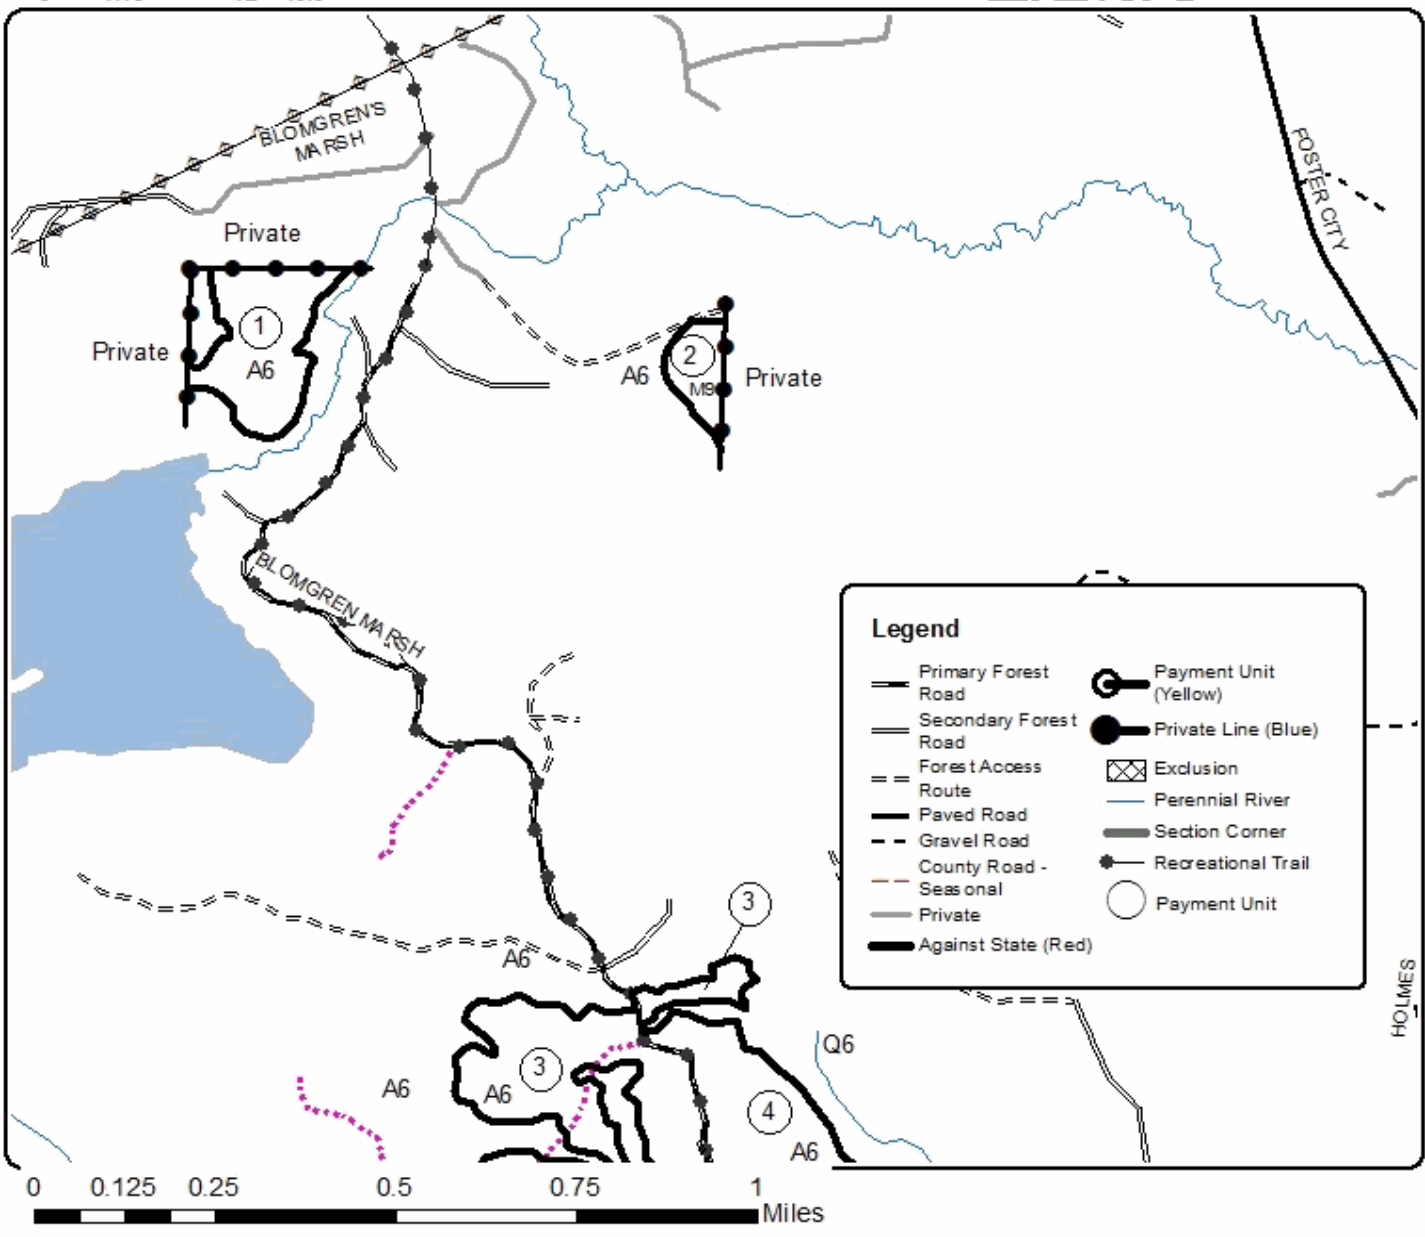 FOSTER CITY
BLOMGREN'S
MARSH
Private
1
Private
A6
2
A6
M9
Private
BLOMGREN MARSH
Legend
Primary Forest
Road
Secondary Forest
Road
Forest Access
Route
Paved Road
Gravel Road
County Road -
Seasonal
Private
Against State (Red)
Payment Unit
(Yellow)
Private Line (Blue)
Exclusion
Perennial River
Section Corner
Recreational Trail
Payment Unit
3
A6
HOLMES
Q6
3
A6
A6
4
A6
0 0.125 0.25 0.5 0.75 1
Miles